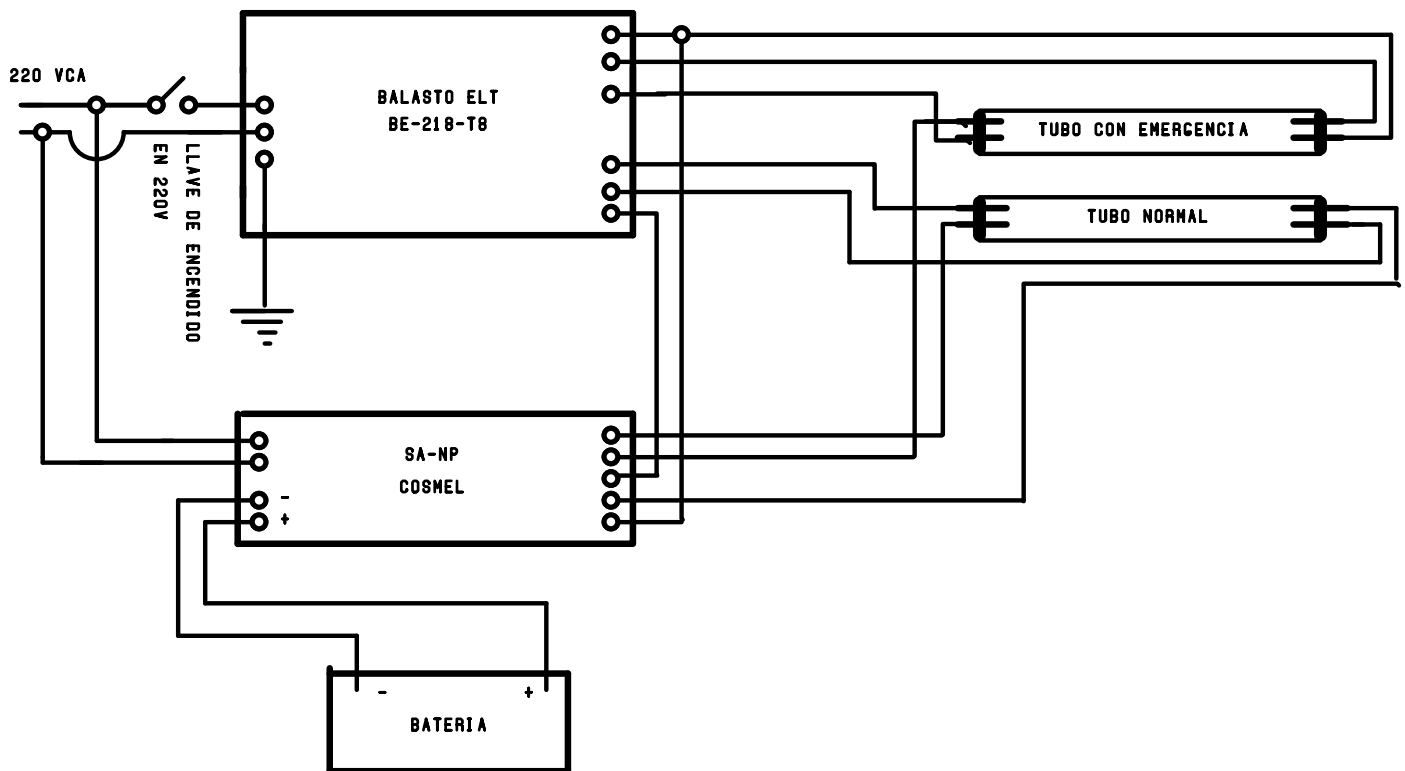 220 VCA
BALASTO ELT
BE-218-T8
TUBO CON EMERGENCIA
LLAVE DE ENCENDIDO
EN 220V
TUBO NORMAL
SA-NP
COSMEL
-
+
-
+
BATERIA